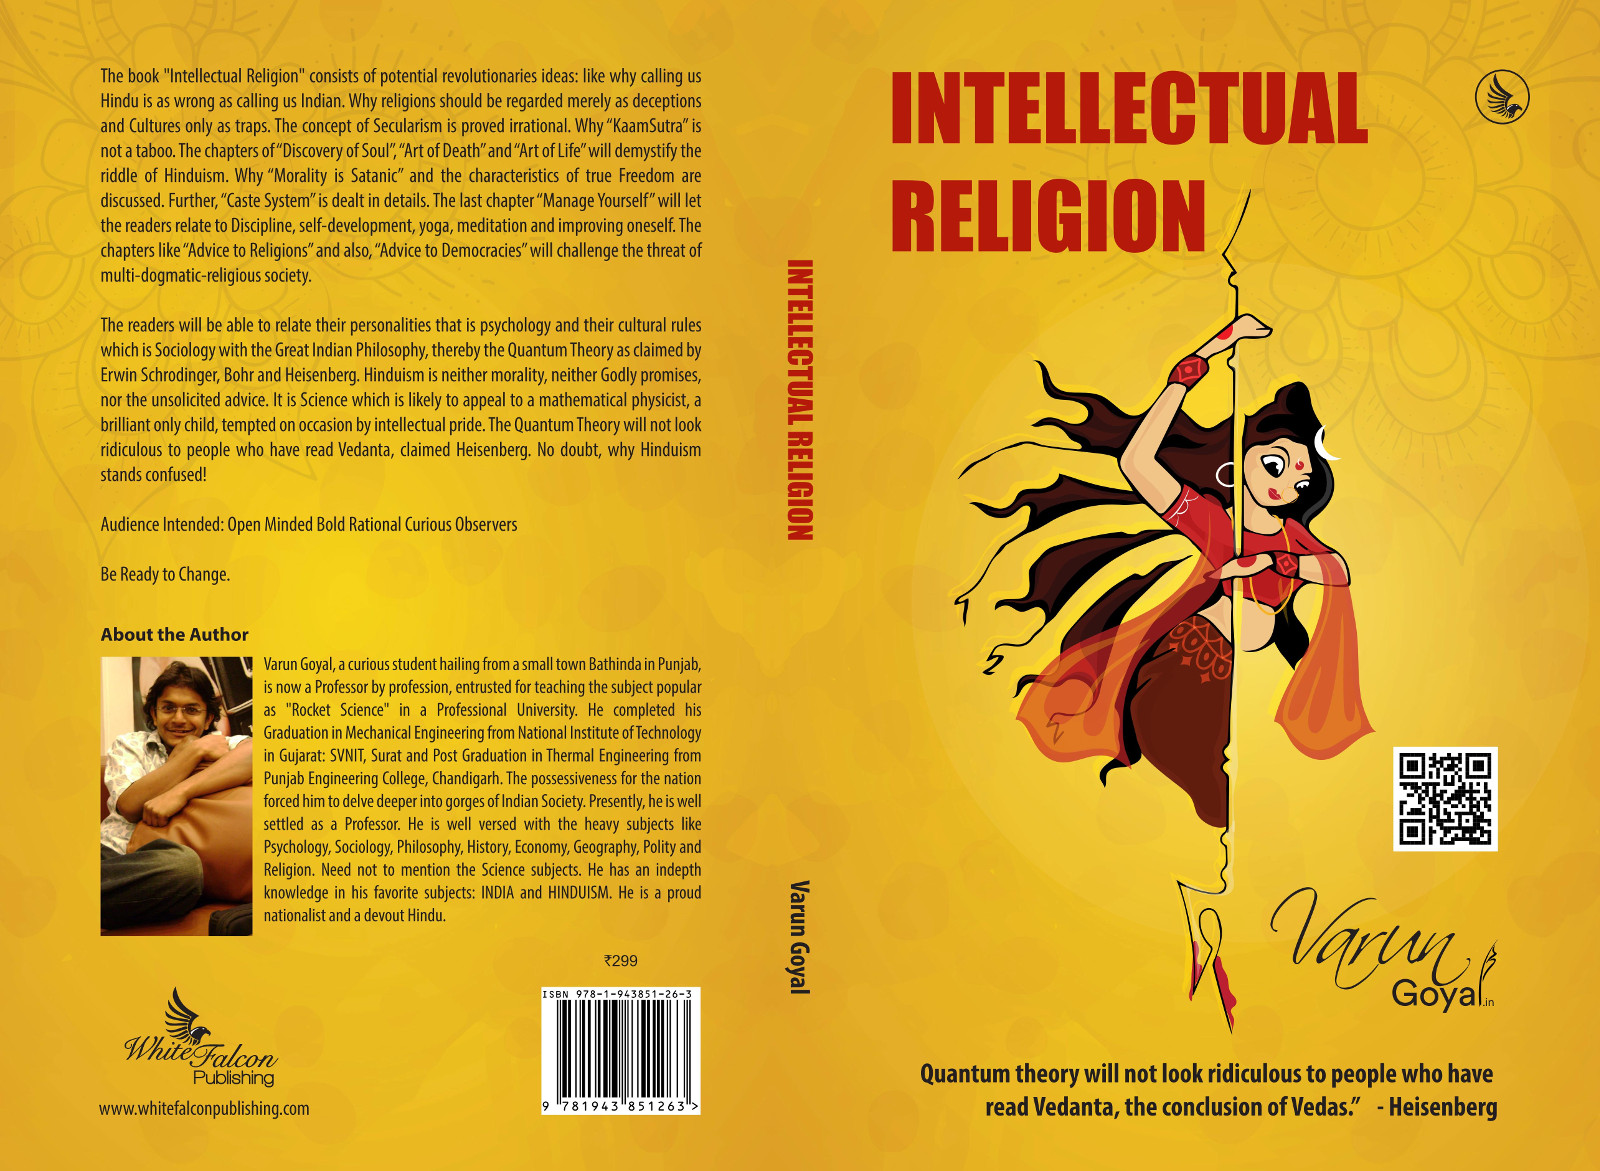 The book "Intellectual Religion" consists of potential revolutionaries ideas: like why calling us
Hindu is as wrong as calling us Indian. Why religions should be regarded merely as deceptions
and Cultures only as traps. The concept of Secularism is proved irrational. Why “KaamSutra” is
not a taboo. The chapters of “Discovery of Soul”, “Art of Death” and “Art of Life” will demystify the
riddle of Hinduism. Why “Morality is Satanic” and the characteristics of true Freedom are
discussed. Further, “Caste System” is dealt in details. The last chapter “Manage Yourself” will let
the readers relate to Discipline, self-development, yoga, meditation and improving oneself. The
chapters like “Advice to Religions” and also, “Advice to Democracies” will challenge the threat of
multi-dogmatic-religious society.
The readers will be able to relate their personalities that is psychology and their cultural rules
which is Sociology with the Great Indian Philosophy, thereby the Quantum Theory as claimed by
Erwin Schrodinger, Bohr and Heisenberg. Hinduism is neither morality, neither Godly promises,
nor the unsolicited advice. It is Science which is likely to appeal to a mathematical physicist, a
brilliant only child, tempted on occasion by intellectual pride. The Quantum Theory will not look
ridiculous to people who have read Vedanta, claimed Heisenberg. No doubt, why Hinduism
stands confused!
Audience Intended: Open Minded Bold Rational Curious Observers
Be Ready to Change.
About the Author
Varun Goyal, a curious student hailing from a small town Bathinda in Punjab,
is now a Professor by profession, entrusted for teaching the subject popular
as "Rocket Science" in a Professional University. He completed his
Graduation in Mechanical Engineering from National Institute of Technology
in Gujarat: SVNIT, Surat and Post Graduation in Thermal Engineering from
Punjab Engineering College, Chandigarh. The possessiveness for the nation
forced him to delve deeper into gorges of Indian Society. Presently, he is well
settled as a Professor. He is well versed with the heavy subjects like
Psychology, Sociology, Philosophy, History, Economy, Geography, Polity and
Religion. Need not to mention the Science subjects. He has an indepth
knowledge in his favorite subjects: INDIA and HINDUISM. He is a proud
nationalist and a devout Hindu.
₹299
ISBN 978-1-943851-26-3
9 781943 851263 >
White Falcon
Publishing
www.whitefalconpublishing.com
INTELLECTUAL RELIGION
Varun Goyal
INTELLECTUAL
RELIGION
Varun
Goyal.in
Quantum theory will not look ridiculous to people who have
read Vedanta, the conclusion of Vedas.” - Heisenberg